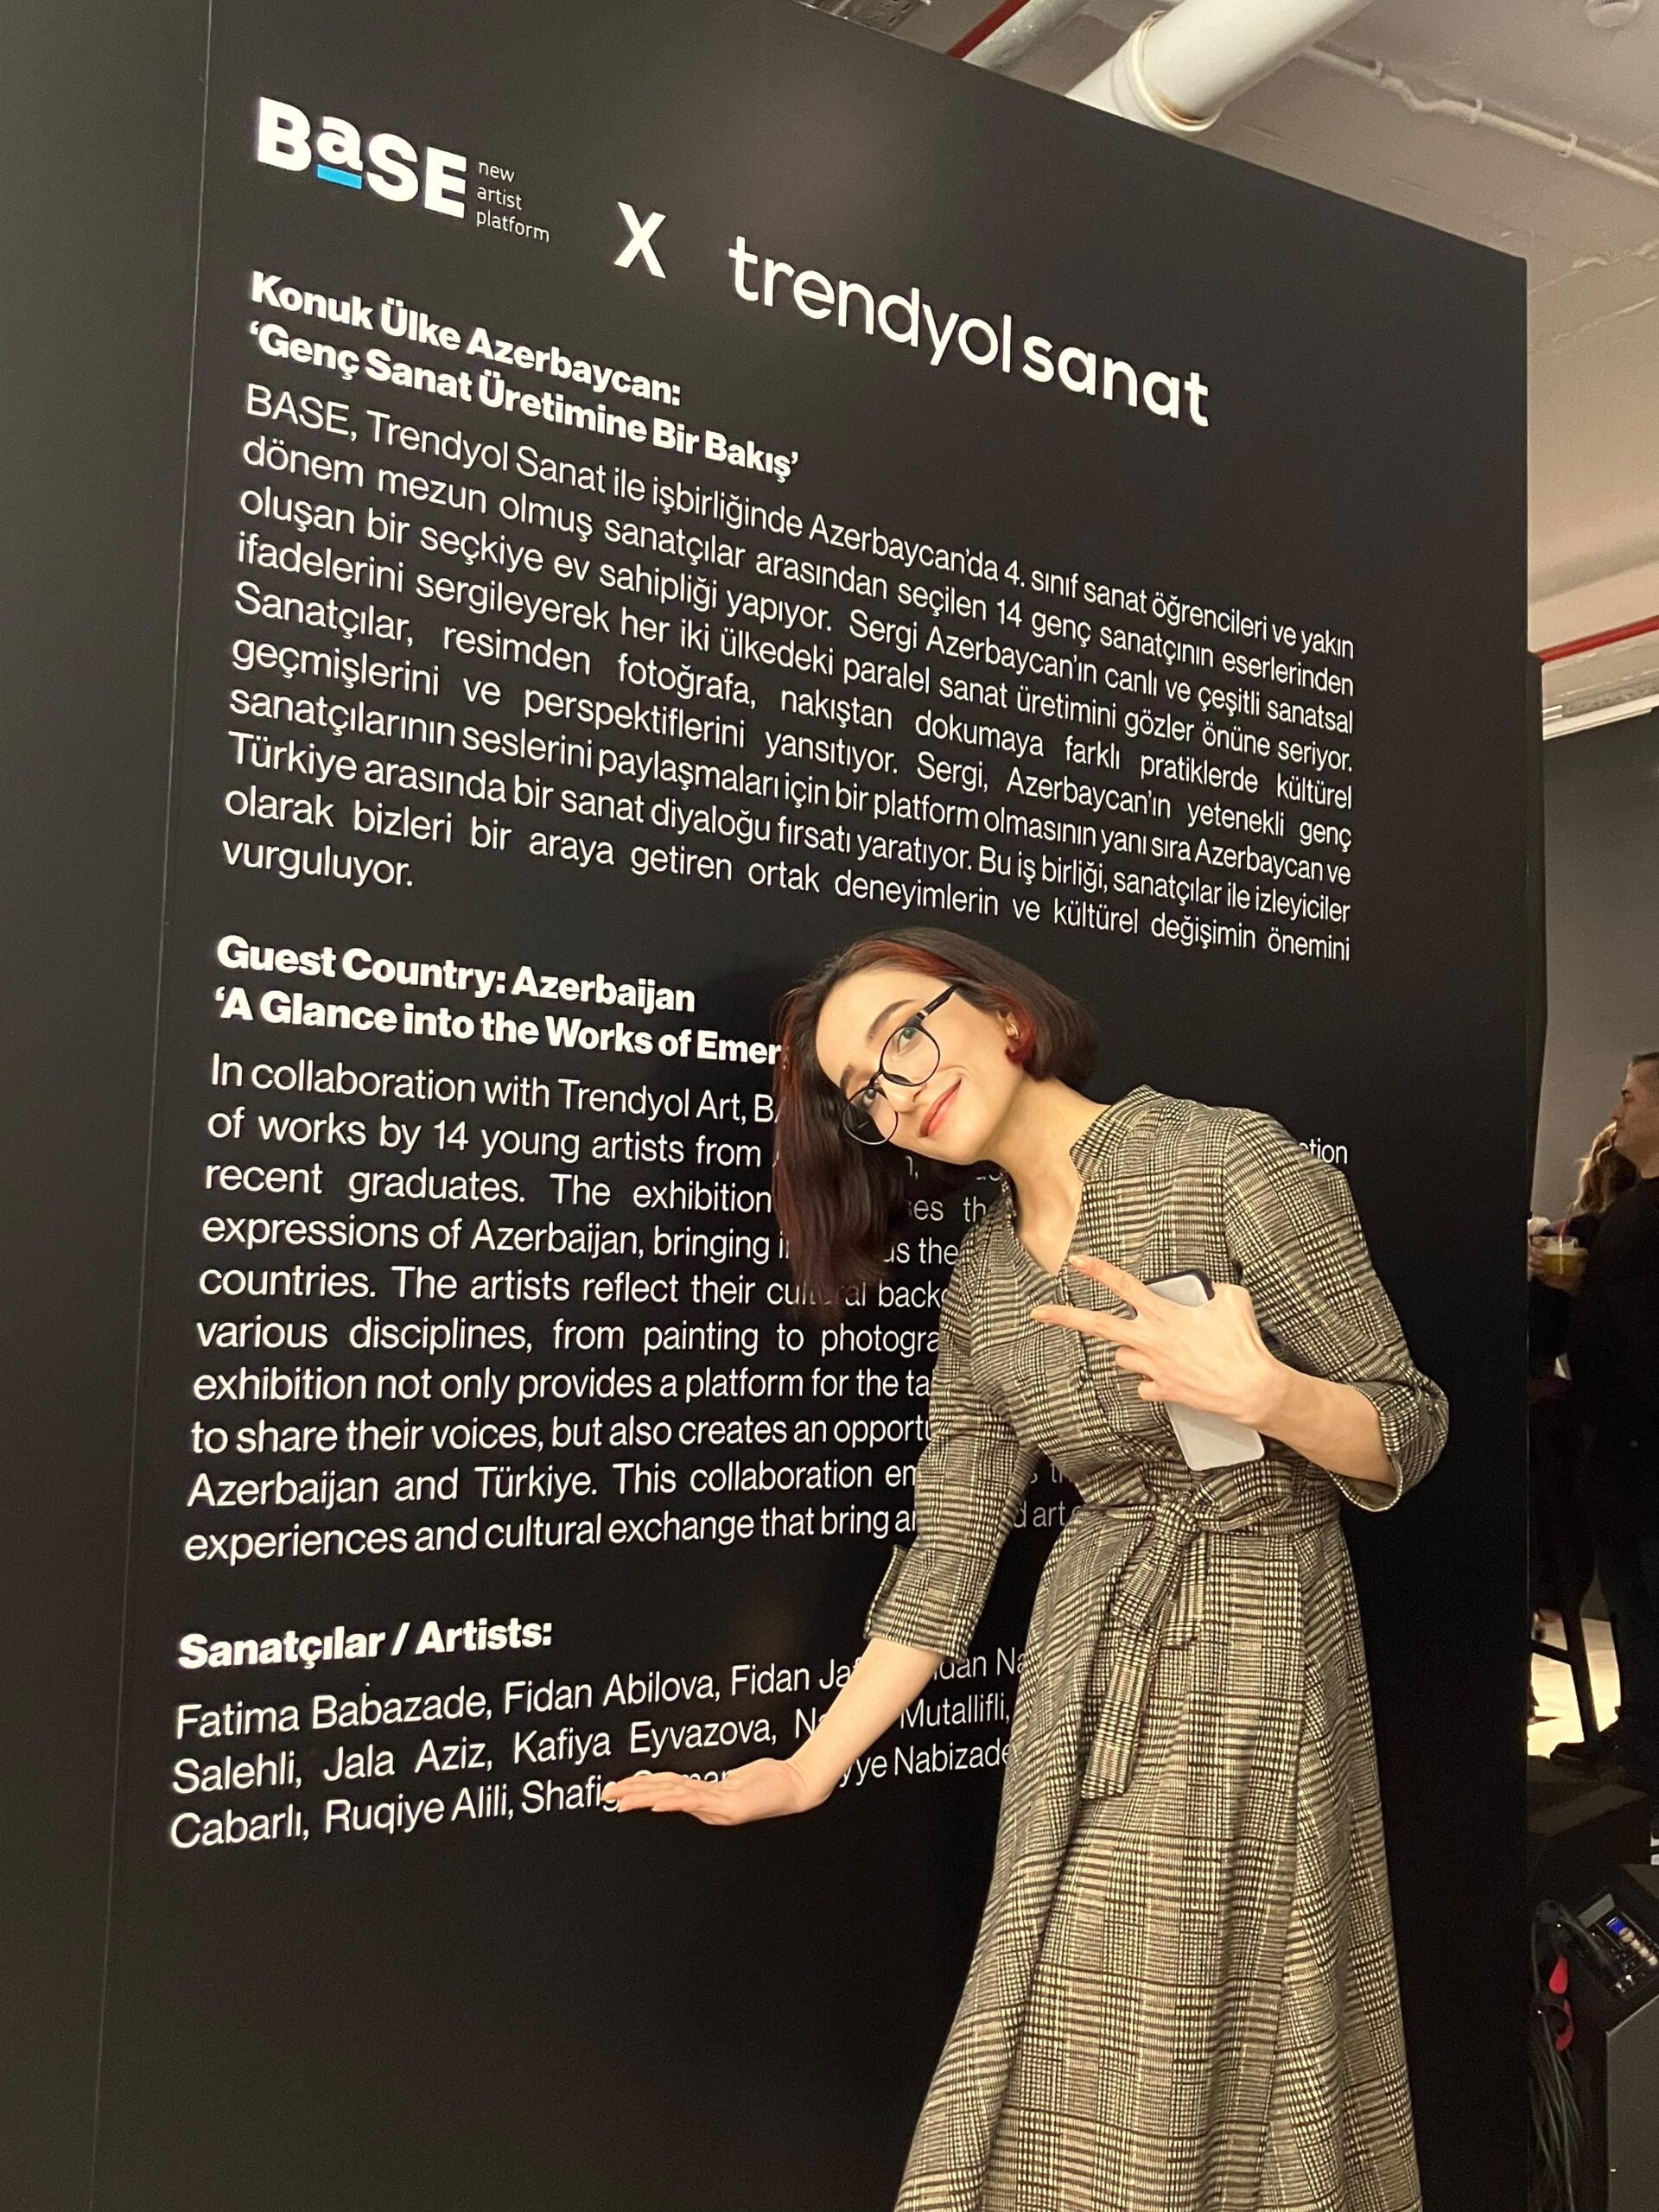 BaSE new
artist
platform
X trendyol sanat
Konuk Ülke Azerbaycan:
‘Genç Sanat Üretimine Bir Bakış’
BASE, Trendyol Sanat ile işbirliğinde Azerbaycan’da 4. sınıf sanat öğrencileri ve yakın
dönem mezun olmuş sanatçılar arasından seçilen 14 genç sanatçının eserlerinden
oluşan bir seçkiye ev sahipliği yapıyor. Sergi Azerbaycan’ın canlı ve çeşitli sanatsal
ifadelerini sergileyerek her iki ülkedeki paralel sanat üretimini gözler önüne seriyor.
Sanatçılar, resimden fotoğrafa, nakıştan dokumaya farklı pratiklerde kültürel
geçmişlerini ve perspektiflerini yansıtıyor. Sergi, Azerbaycan’ın yetenekli genç
sanatçılarının seslerini paylaşmaları için bir platform olmasının yanı sıra Azerbaycan ve
Türkiye arasında bir sanat diyaloğu fırsatı yaratıyor. Bu iş birliği, sanatçılar ile izleyiciler
olarak bizleri bir araya getiren ortak deneyimlerin ve kültürel değişimin önemini
vurguluyor.
Guest Country: Azerbaijan
‘A Glance into the Works of
In collaboration with Trendyol Art,
of works by 14 young artists from
recent graduates. The exhibition
expressions of Azerbaijan, bringing the
countries. The artists reflect their
various disciplines, from painting to
exhibition not only provides a platform for the
to share their voices, but also creates an
Azerbaijan and Türkiye. This collaboration
experiences and cultural exchange that bring art
Sanatçılar / Artists:
Fatima Babazade, Fidan Abilova, Fidan
Salehli, Jala Aziz, Kafiya Eyvazova, Mutallifli,
Cabarlı, Ruqiye Alili, Nabizade